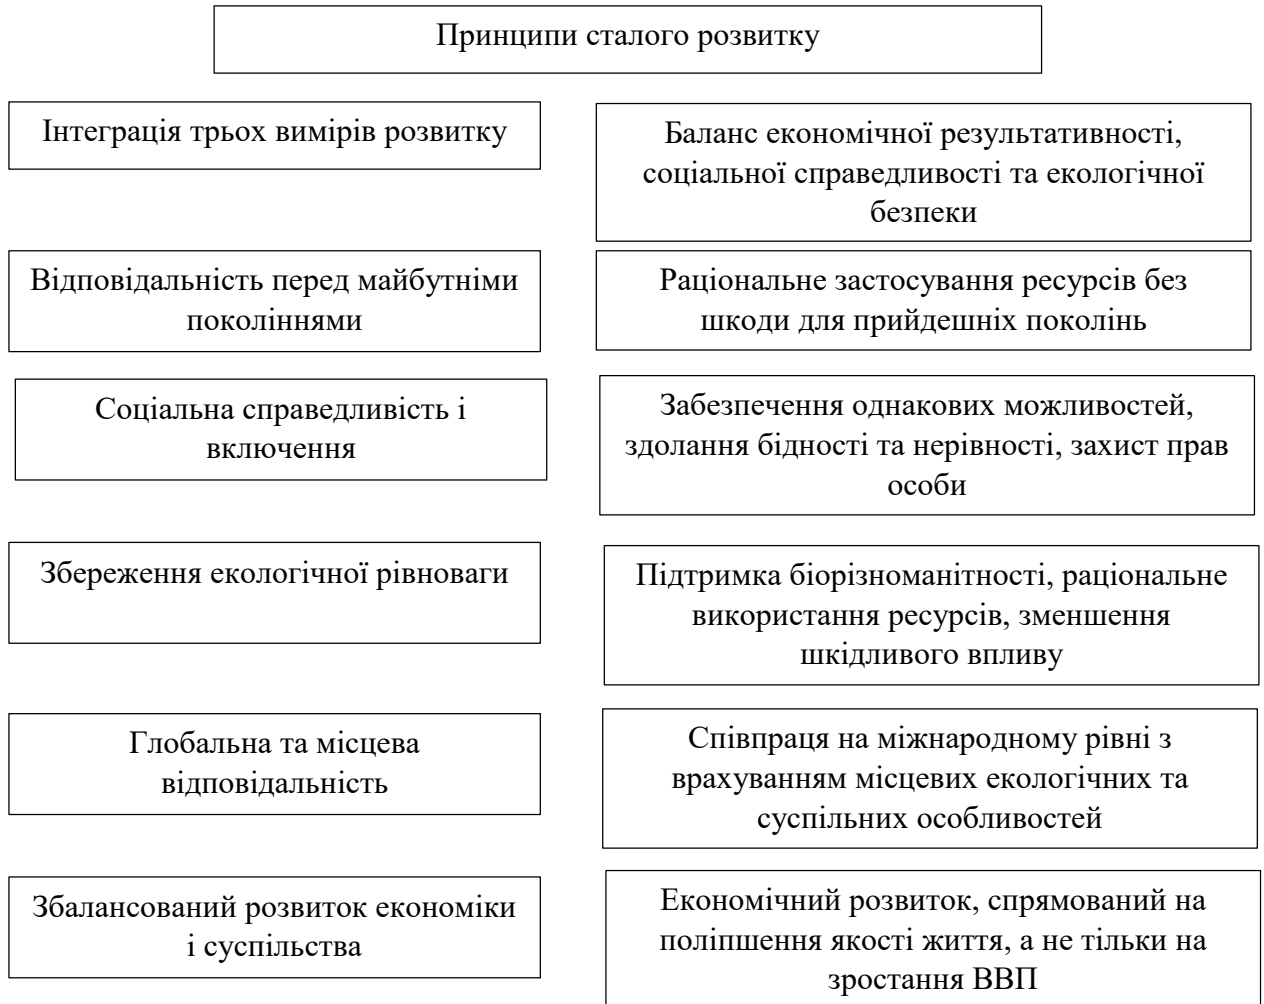 Принципи сталого розвитку
Інтеграція трьох вимірів розвитку
Баланс економічної результативності,
соціальної справедливості та екологічної
безпеки
Відповідальність перед майбутніми
поколіннями
Раціональне застосування ресурсів без
шкоди для прийдешніх поколінь
Соціальна справедливість і
включення
Забезпечення однакових можливостей,
здолання бідності та нерівності, захист прав
особи
Збереження екологічної рівноваги
Підтримка біорізноманітності, раціональне
використання ресурсів, зменшення
шкідливого впливу
Глобальна та місцева
відповідальність
Співпраця на міжнародному рівні з
врахуванням місцевих екологічних та
суспільних особливостей
Збалансований розвиток економіки
і суспільства
Економічний розвиток, спрямований на
поліпшення якості життя, а не тільки на
зростання ВВП